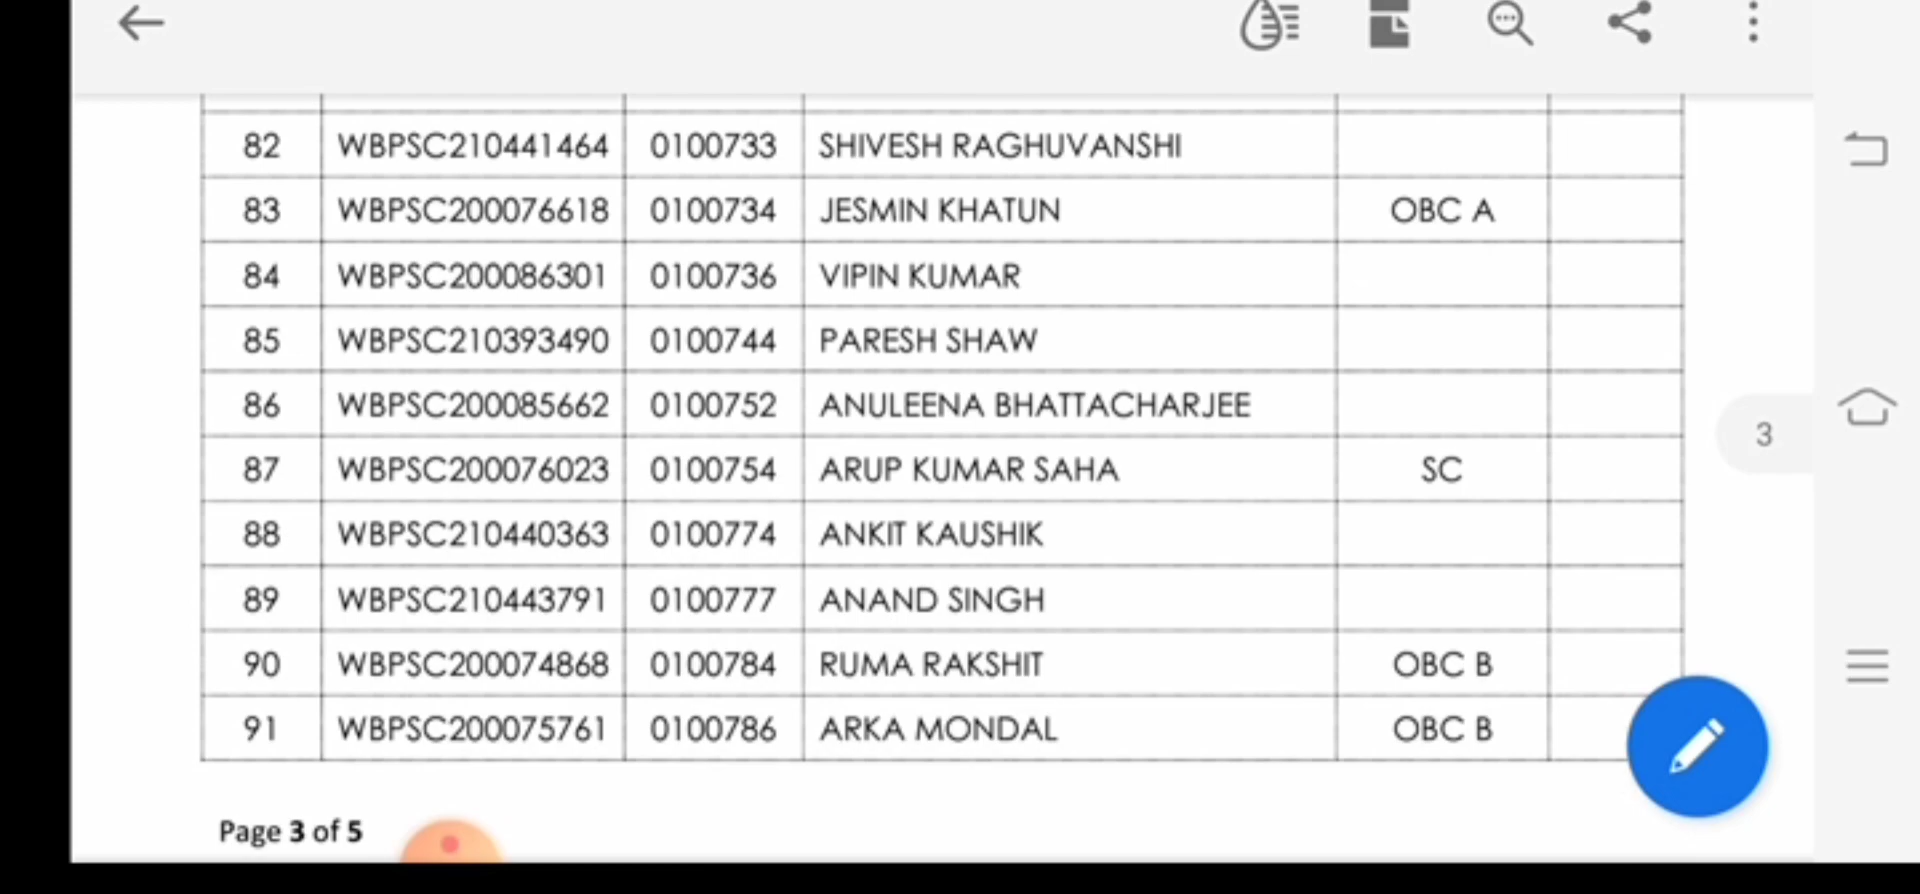 82 WBPSC210441464 0100733 SHIVESH RAGHUVANSHI
83 WBPSC200076618 0100734 JESMIN KHATUN OBC A
84 WBPSC200086301 0100736 VIPIN KUMAR
85 WBPSC210393490 0100744 PARESH SHAW
86 WBPSC200085662 0100752 ANULEENA BHATTACHARJEE
87 WBPSC200076023 0100754 ARUP KUMAR SAHA SC
88 WBPSC210440363 0100774 ANKIT KAUSHIK
89 WBPSC210443791 0100777 ANAND SINGH
90 WBPSC200074868 0100784 RUMA RAKSHIT OBC B
91 WBPSC200075761 0100786 ARKA MONDAL OBC B
3
Page 3 of 5